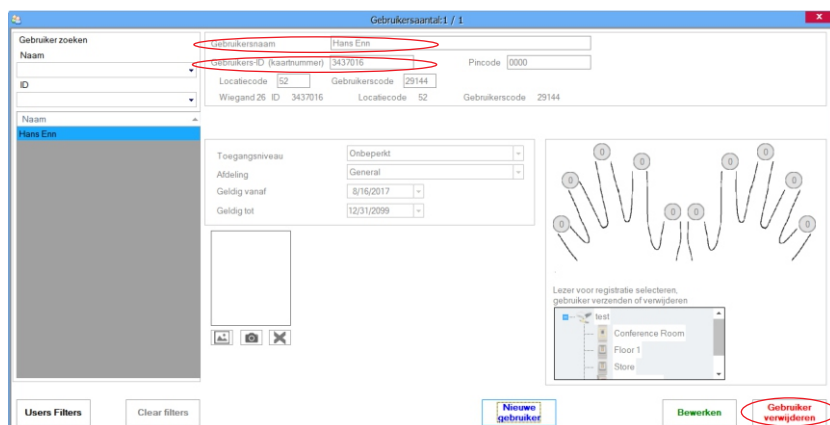 Gebruikersaantal:1 / 1
x
Gebruiker zoeken
Naam
ID
Naam
Hans Enn
Gebruikersnaam Hans Enn
Gebruikers-ID (kaartnummer) 3437016 Pincode 0000
Locatiecode 52 Gebruikerscode 29144
Wiegand 26 ID 3437016 Locatiecode 52 Gebruikerscode 29144
Toegangsniveau Onbeperkt
Afdeling General
Geldig vanaf 8/16/2017
Geldig tot 12/31/2099
0 0 0 0 0 0 0 0 0 0
Lezer voor registratie selecteren,
gebruiker verzenden of verwijderen
test
Conference Room
Floor 1
Store
Users Filters
Clear filters
Nieuwe
gebruiker
Bewerken
Gebruiker
verwijderen